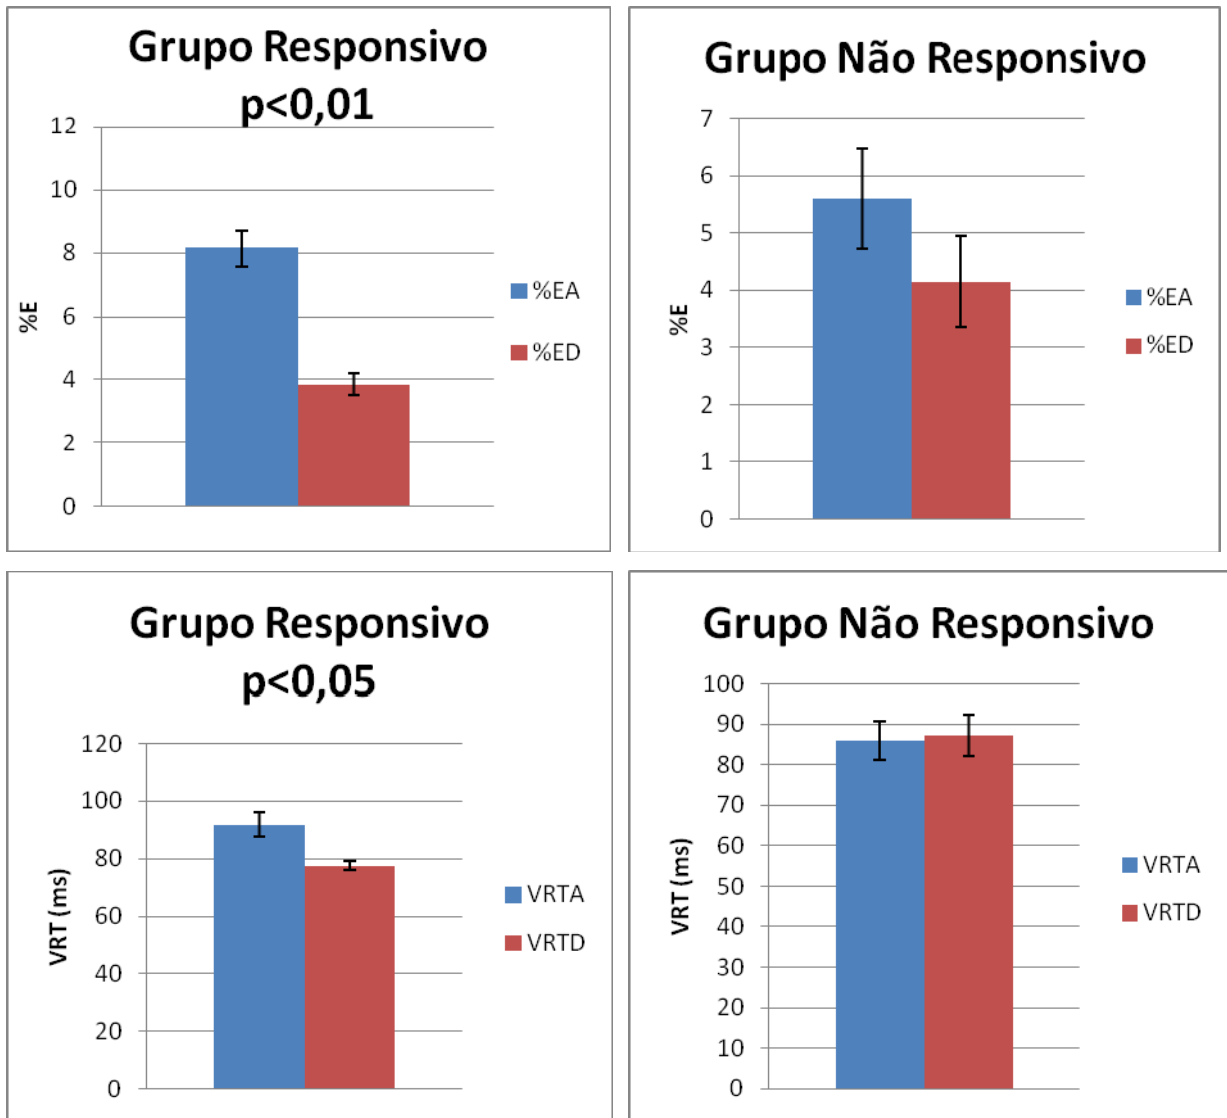 Grupo Responsivo
p<0,01
12
10
8
6
4
2
0
%E
%EA
%ED
Grupo Não Responsivo
7
6
5
4
3
2
1
0
%E
%EA
%ED
Grupo Responsivo
p<0,05
120
100
80
60
40
20
0
VRT (ms)
VRTA
VRTD
Grupo Não Responsivo
100
90
80
70
60
50
40
30
20
10
0
VRT (ms)
VRTA
VRTD